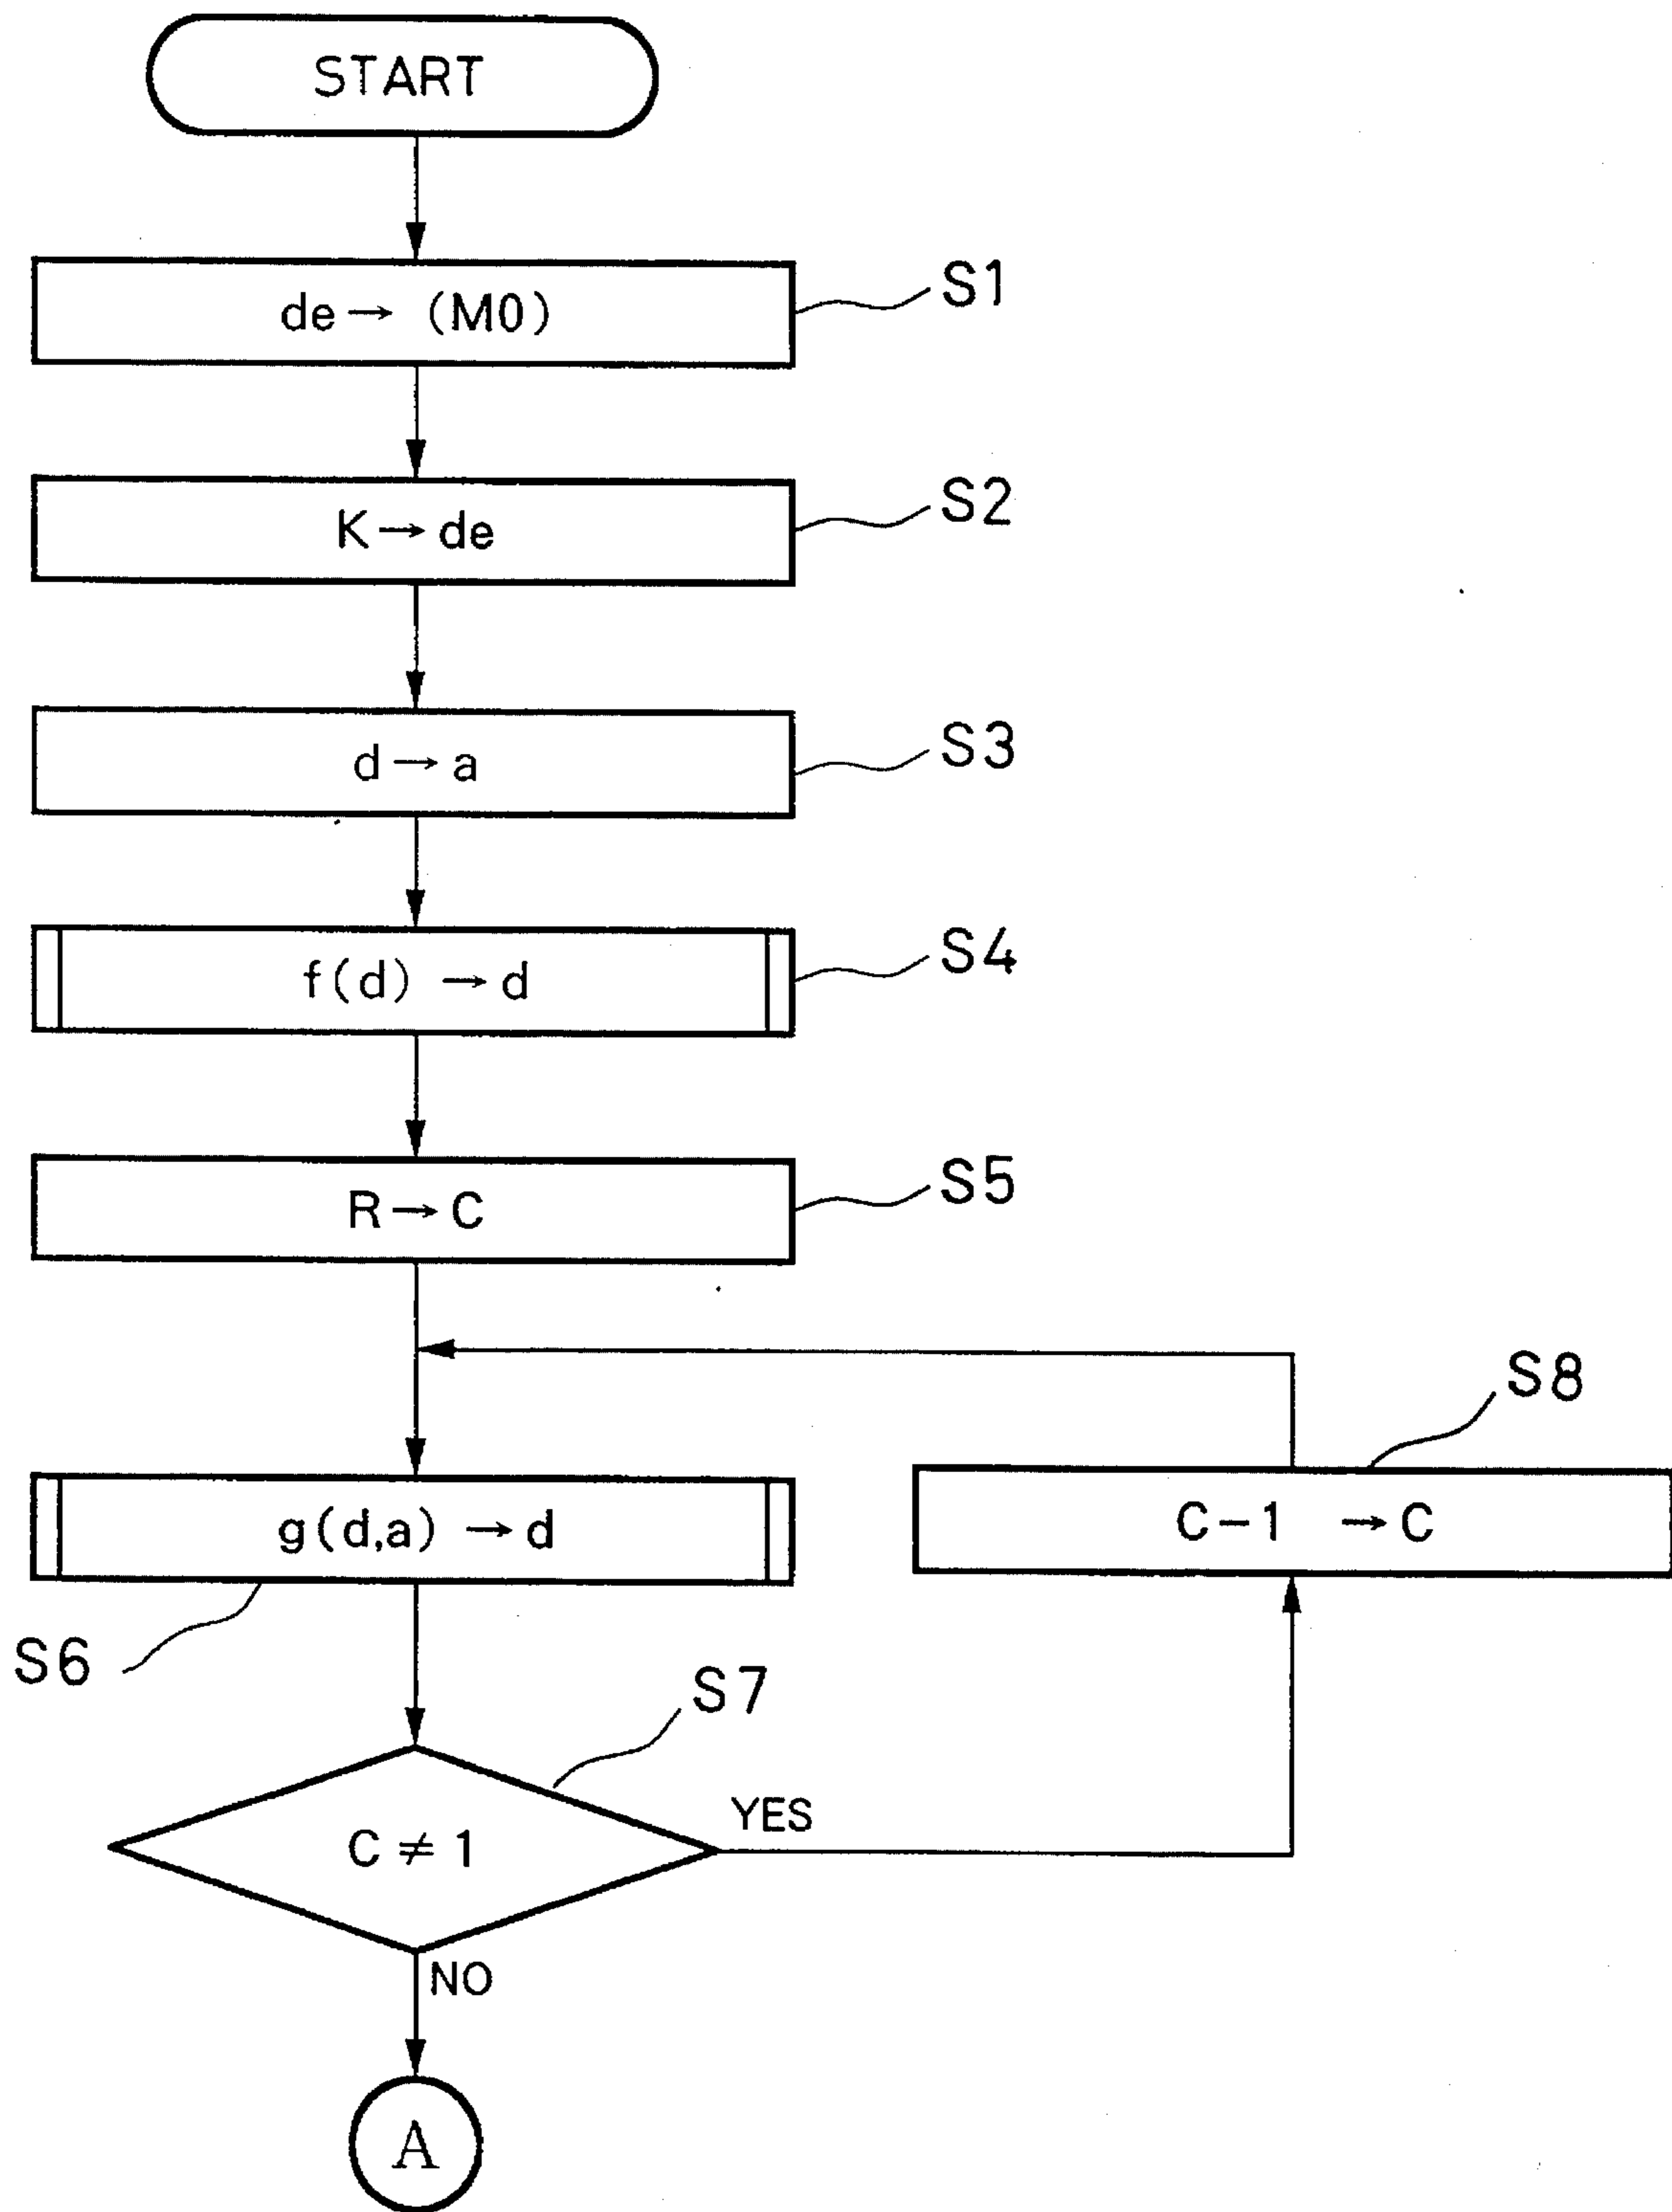 START
de → (M0)
S1
K → de
S2
d → a
S3
f(d) → d
S4
R → C
S5
S8
g(d,a) → d
C-1 → C
S6
S7
YES
C ≠ 1
NO
A